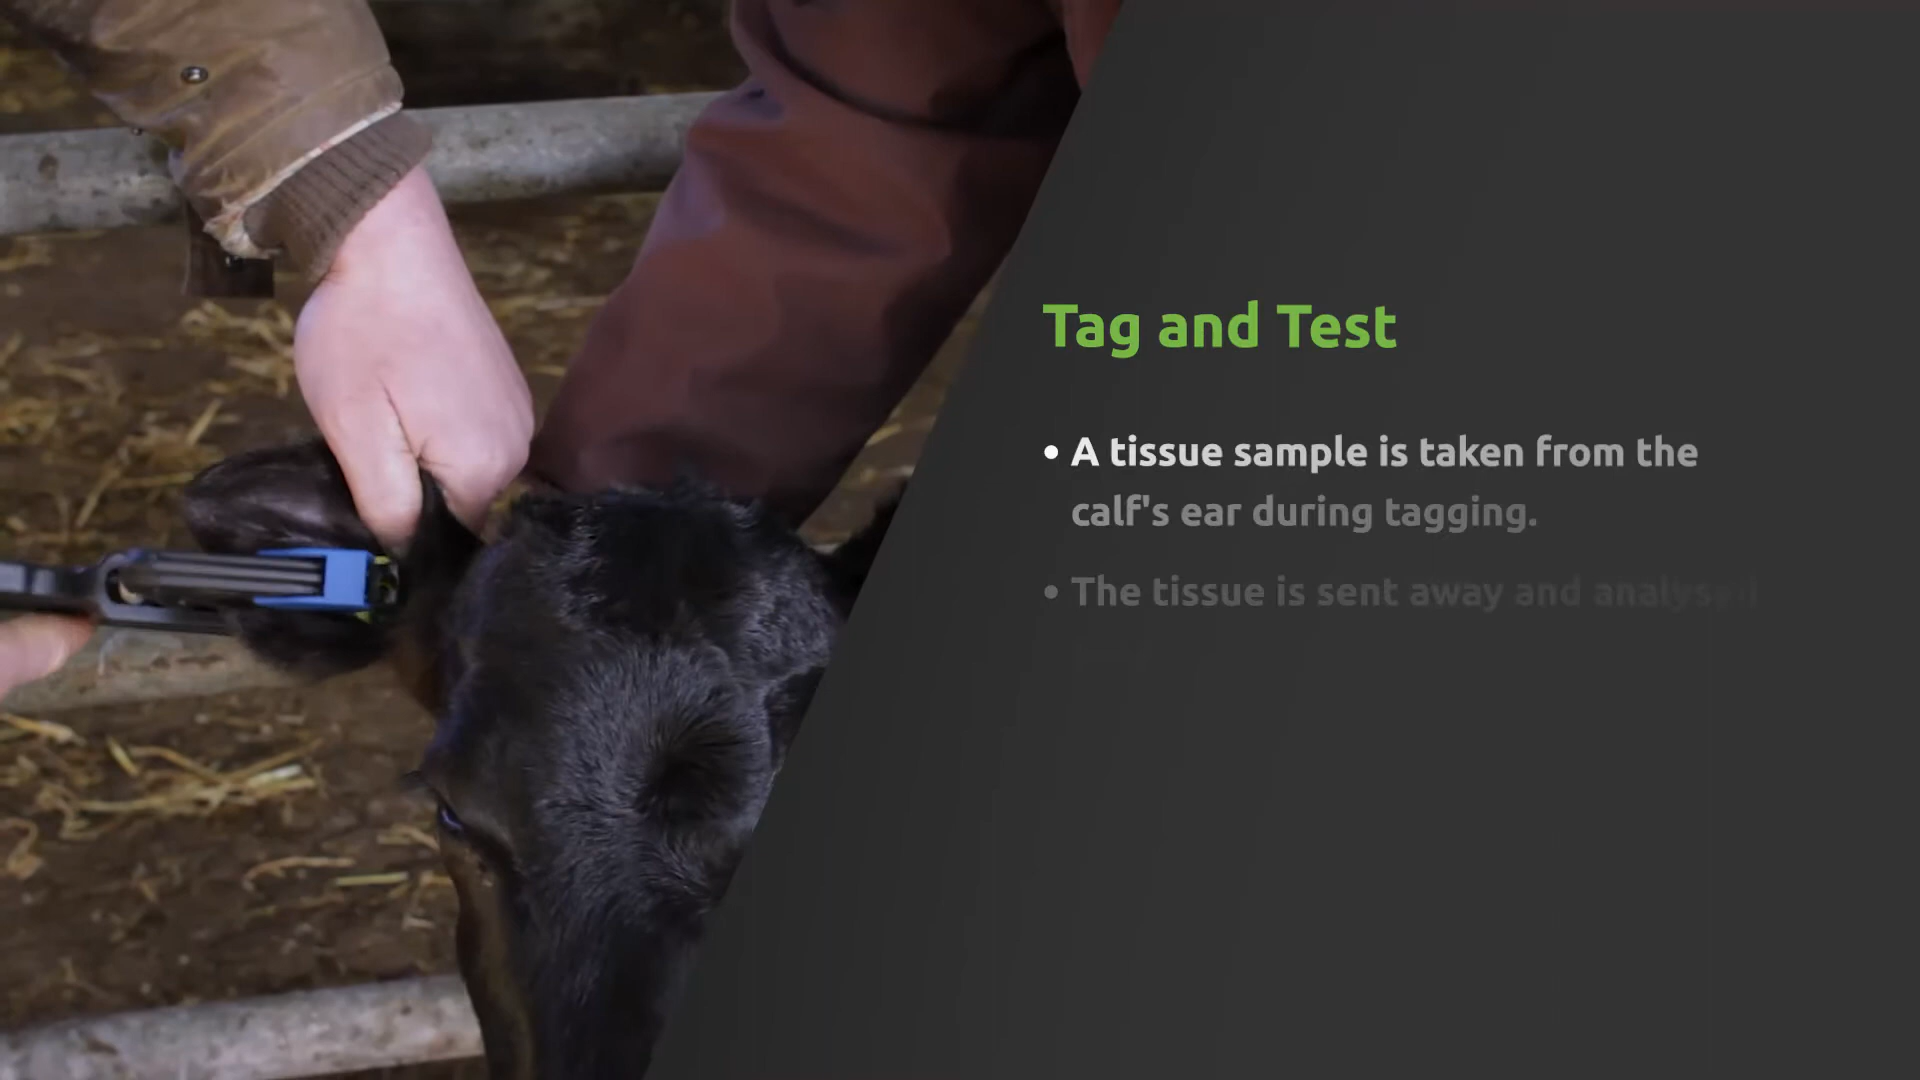 Tag and Test
• A tissue sample is taken from the
calf's ear during tagging.
• The tissue is sent away and analysed